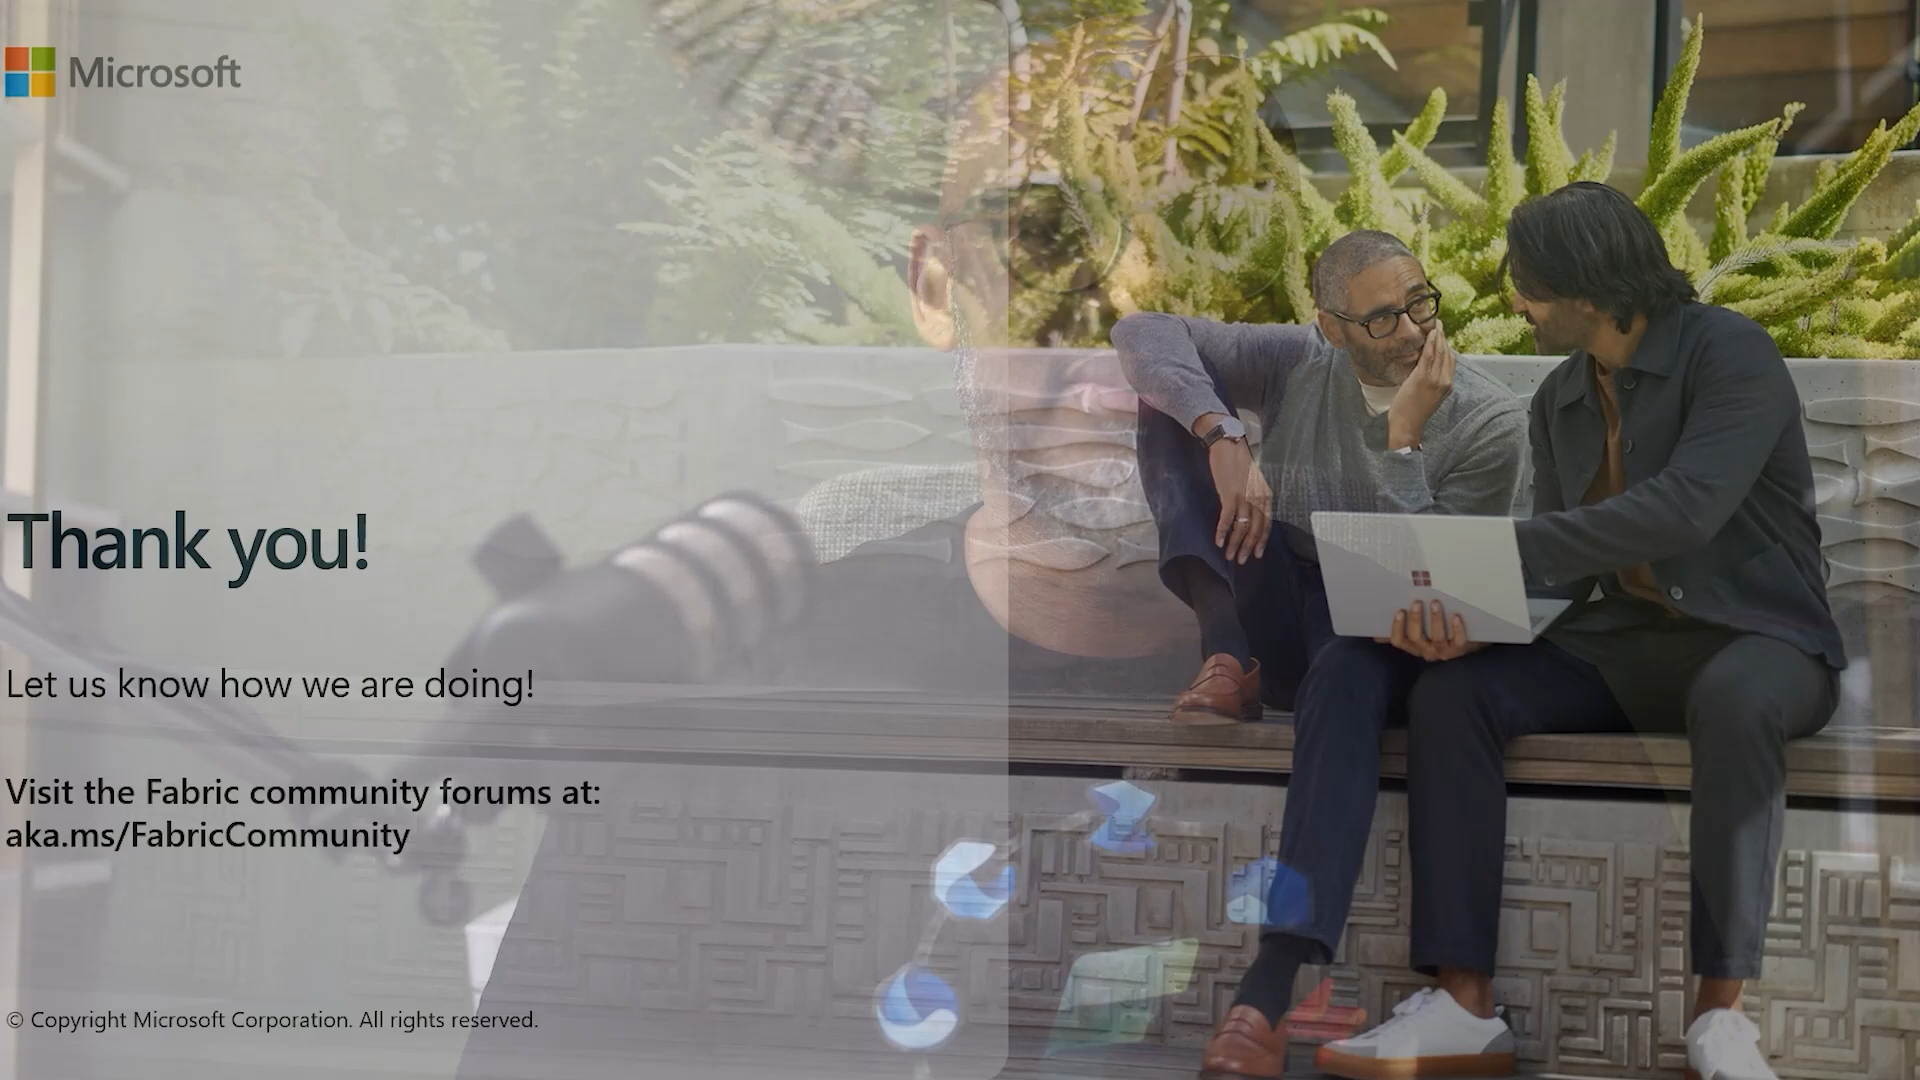 Microsoft
Thank you!
Let us know how we are doing!
Visit the Fabric community forums at:
aka.ms/FabricCommunity
© Copyright Microsoft Corporation. All rights reserved.